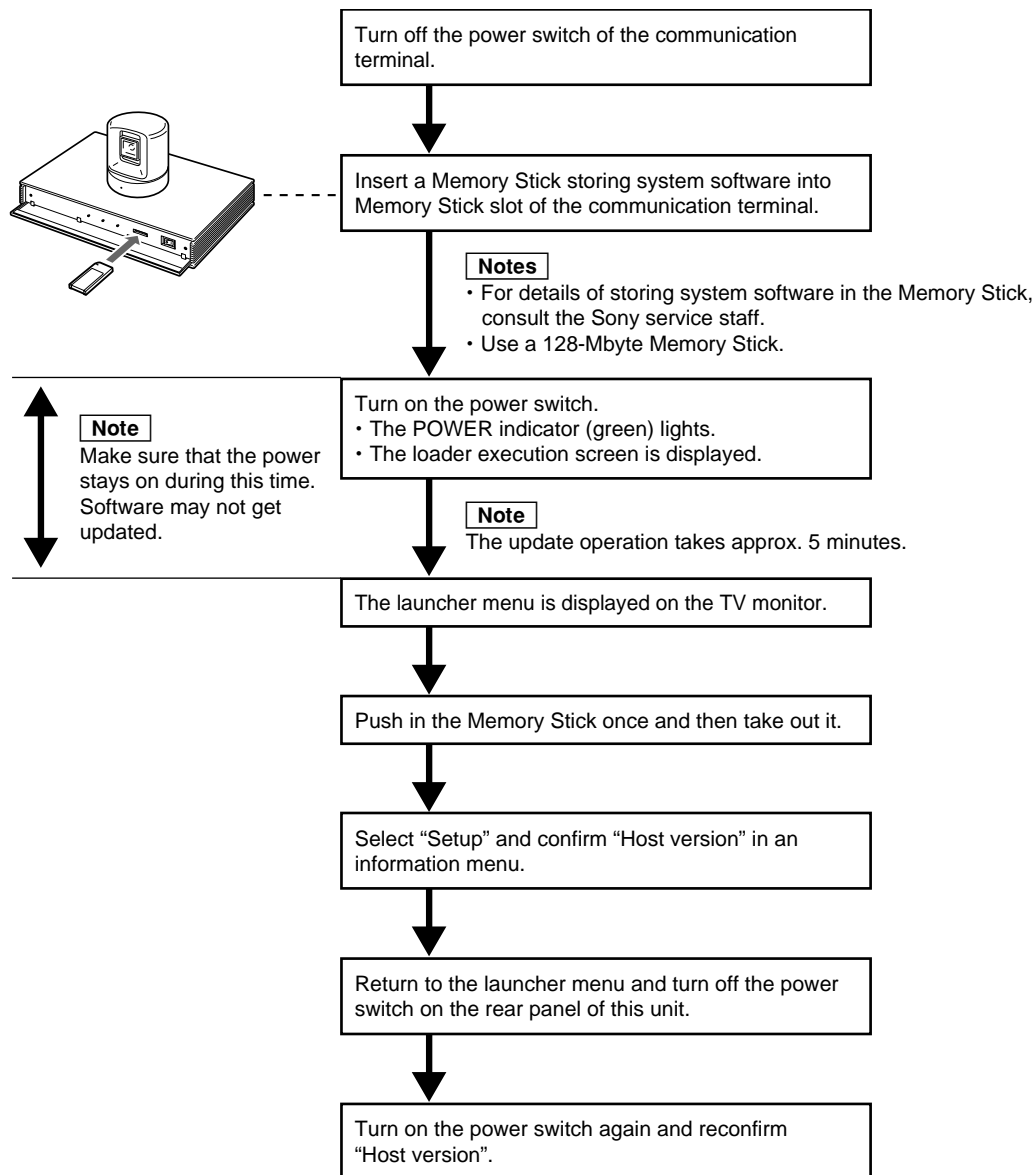 Turn off the power switch of the communication
terminal.
Insert a Memory Stick storing system software into
Memory Stick slot of the communication terminal.
Notes
・For details of storing system software in the Memory Stick,
consult the Sony service staff.
・Use a 128-Mbyte Memory Stick.
Turn on the power switch.
・The POWER indicator (green) lights.
・The loader execution screen is displayed.
Note
Make sure that the power
stays on during this time.
Software may not get
updated.
Note
The update operation takes approx. 5 minutes.
The launcher menu is displayed on the TV monitor.
Push in the Memory Stick once and then take out it.
Select “Setup” and confirm “Host version” in an
information menu.
Return to the launcher menu and turn off the power
switch on the rear panel of this unit.
Turn on the power switch again and reconfirm
“Host version”.